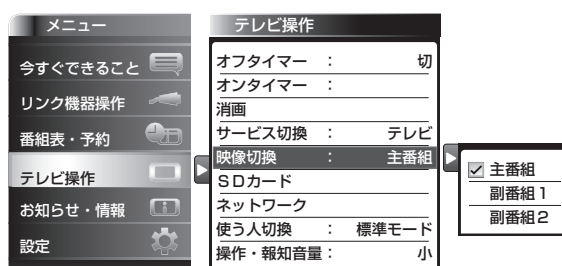 メニュー
今すぐできること
リンク機器操作
番組表・予約
テレビ操作
お知らせ・情報
設定
テレビ操作
オフタイマー : 切
オンタイマー :
消画
サービス切換 : テレビ
映像切換 : 主番組
SDカード
ネットワーク
使う人切換 : 標準モード
操作・報知音量 : 小
主番組
副番組1
副番組2